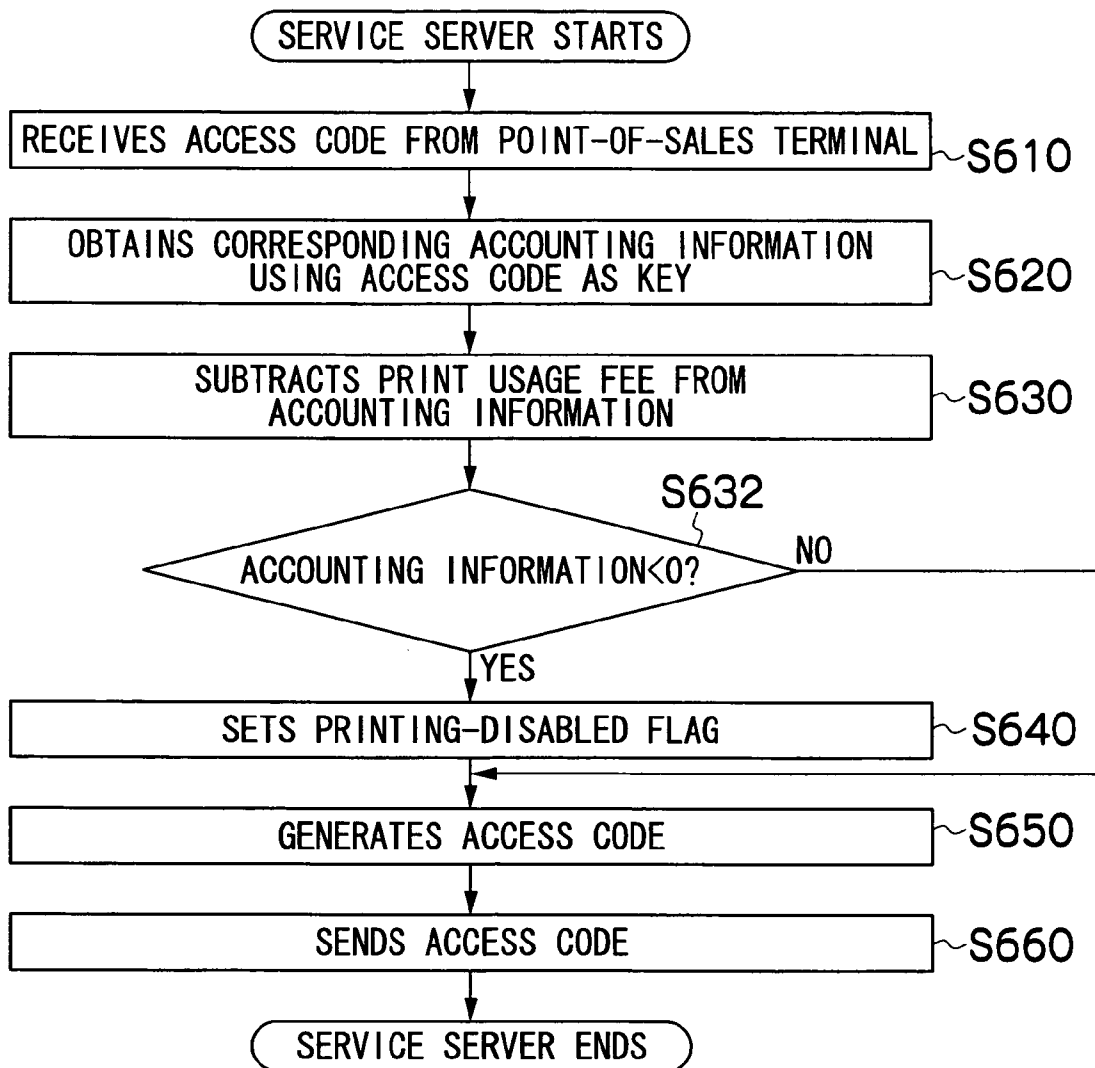 SERVICE SERVER STARTS
RECEIVES ACCESS CODE FROM POINT-OF-SALES TERMINAL
S610
OBTAINS CORRESPONDING ACCOUNTING INFORMATION
USING ACCESS CODE AS KEY
S620
SUBTRACTS PRINT USAGE FEE FROM
ACCOUNTING INFORMATION
S630
S632
ACCOUNTING INFORMATION<0?
NO
YES
SETS PRINTING-DISABLED FLAG
S640
GENERATES ACCESS CODE
S650
SENDS ACCESS CODE
S660
SERVICE SERVER ENDS